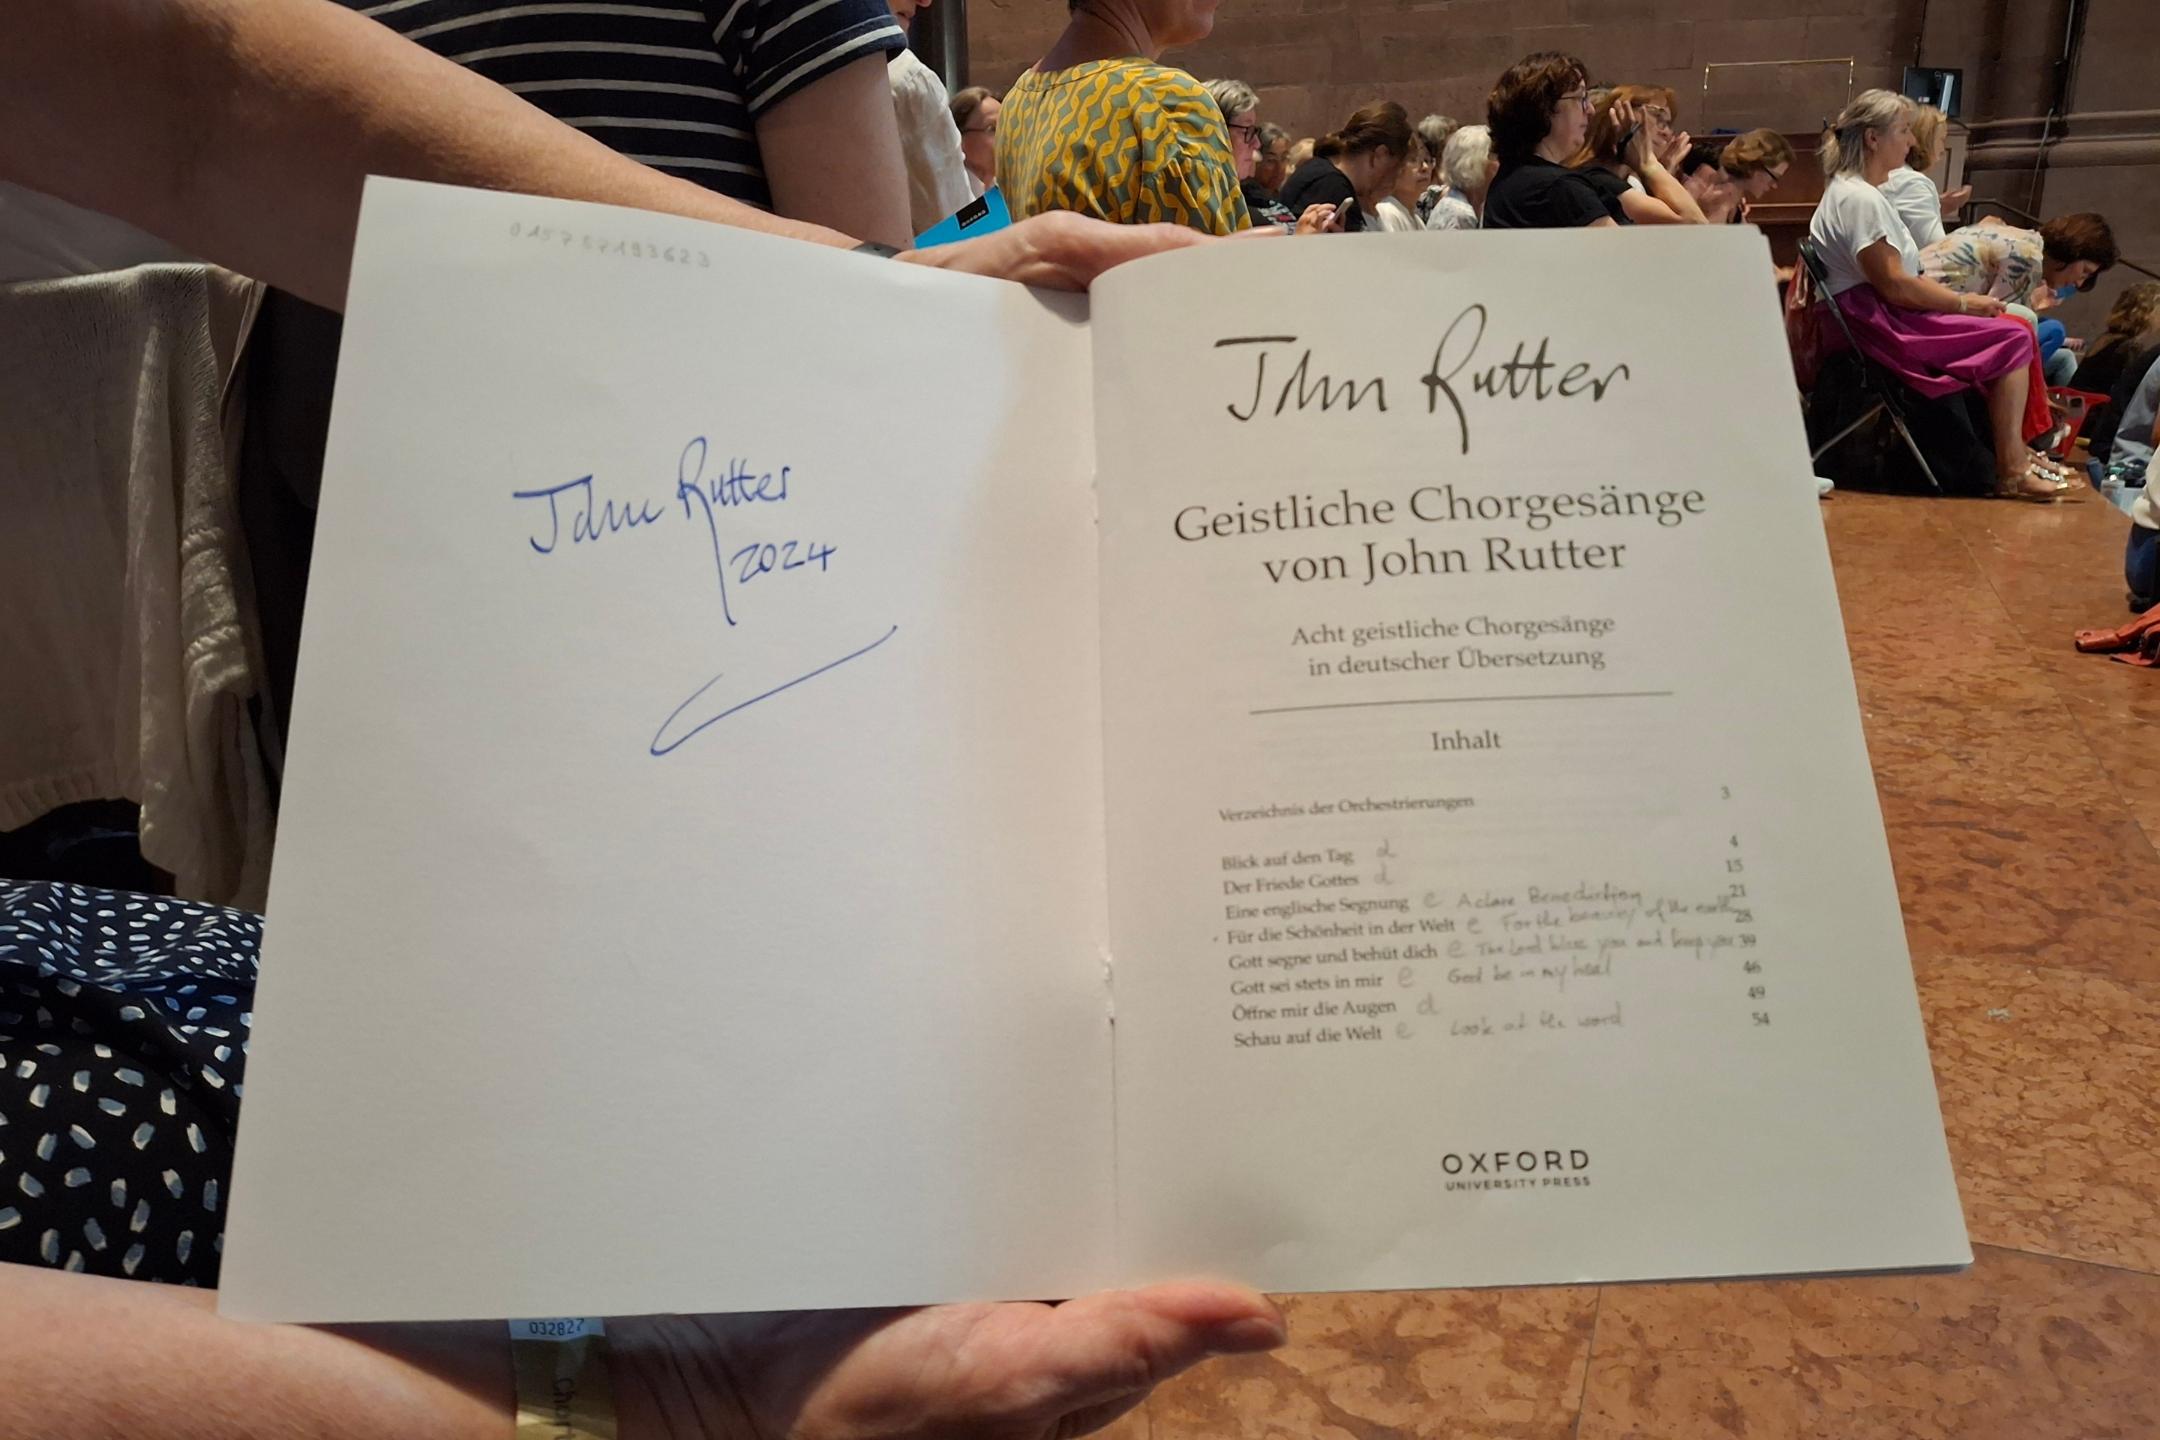 OXFORD
John Rutter
2024
John Rutter
Geistliche Chorgesänge
von John Rutter
Acht geistliche Chorgesänge
in deutscher Übersetzung
Inhalt
Verzeichnis der Orchestrierungen 3
Blick auf den Tag d 4
Der Friede Gottes d 15
Eine englische Segnung e A clare Benediction 21
Für die Schönheit in der Welt e For the beauty of the earth 28
Gott segne und behüt dich e The Lord bless you and keep you 39
Gott sei stets in mir e God be in my head 46
Öffne mir die Augen d 49
Schau auf die Welt e Look at the word 54
OXFORD
UNIVERSITY PRESS
032827